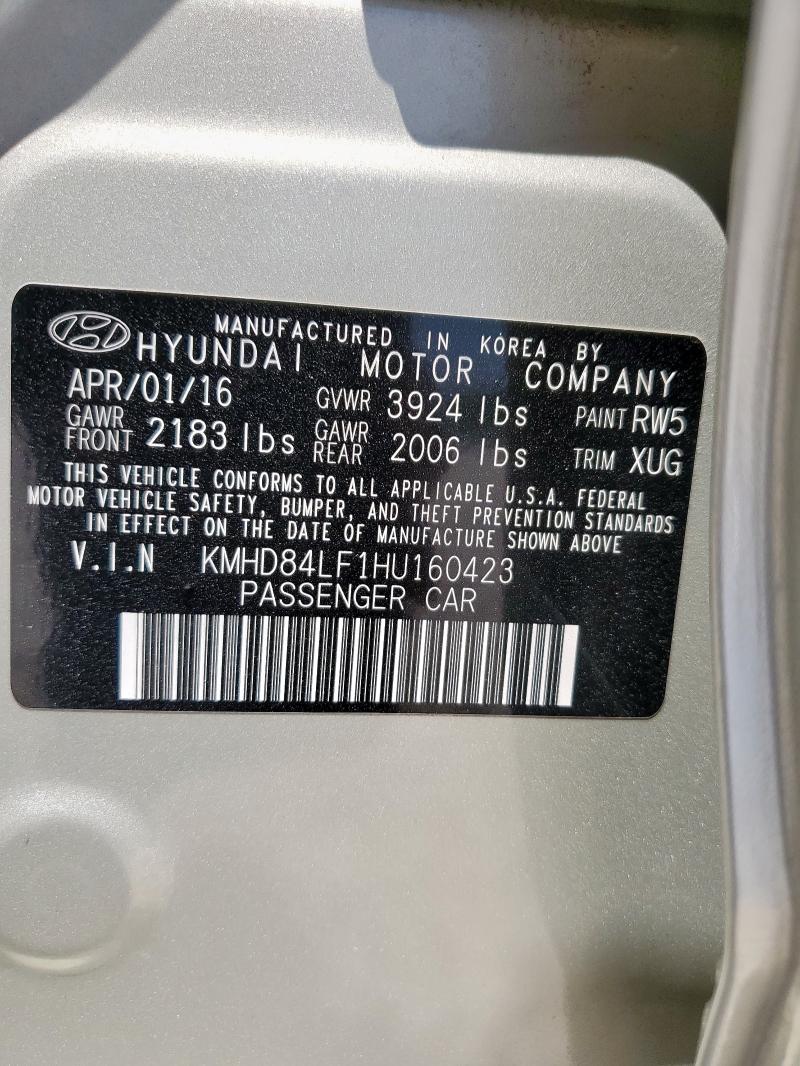 MANUFACTURED IN KOREA BY
HYUNDAI MOTOR COMPANY
APR/01/16 GVWR 3924 lbs PAINT RW5
GAWR FRONT 2183 lbs GAWR REAR 2006 lbs TRIM XUG
THIS VEHICLE CONFORMS TO ALL APPLICABLE U.S.A. FEDERAL
MOTOR VEHICLE SAFETY, BUMPER, AND THEFT PREVENTION STANDARDS
IN EFFECT ON THE DATE OF MANUFACTURE SHOWN ABOVE
V.I.N KMHD84LF1HU160423
PASSENGER CAR